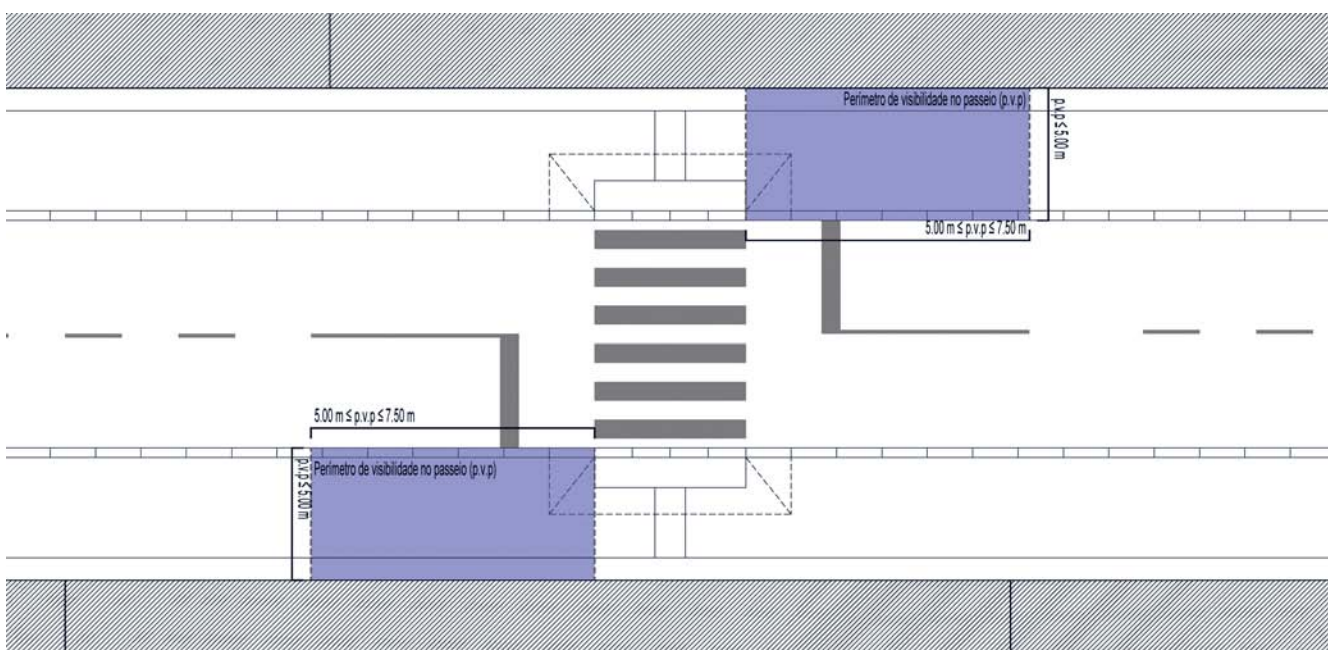 Perímetro de visibilidade no passeio (p.v.p)
p.v.p ≤ 5.00 m
5.00 m ≤ p.v.p ≤ 7.50 m
5.00 m ≤ p.v.p ≤ 7.50 m
p.v.p ≤ 5.00 m
Perímetro de visibilidade no passeio (p.v.p)